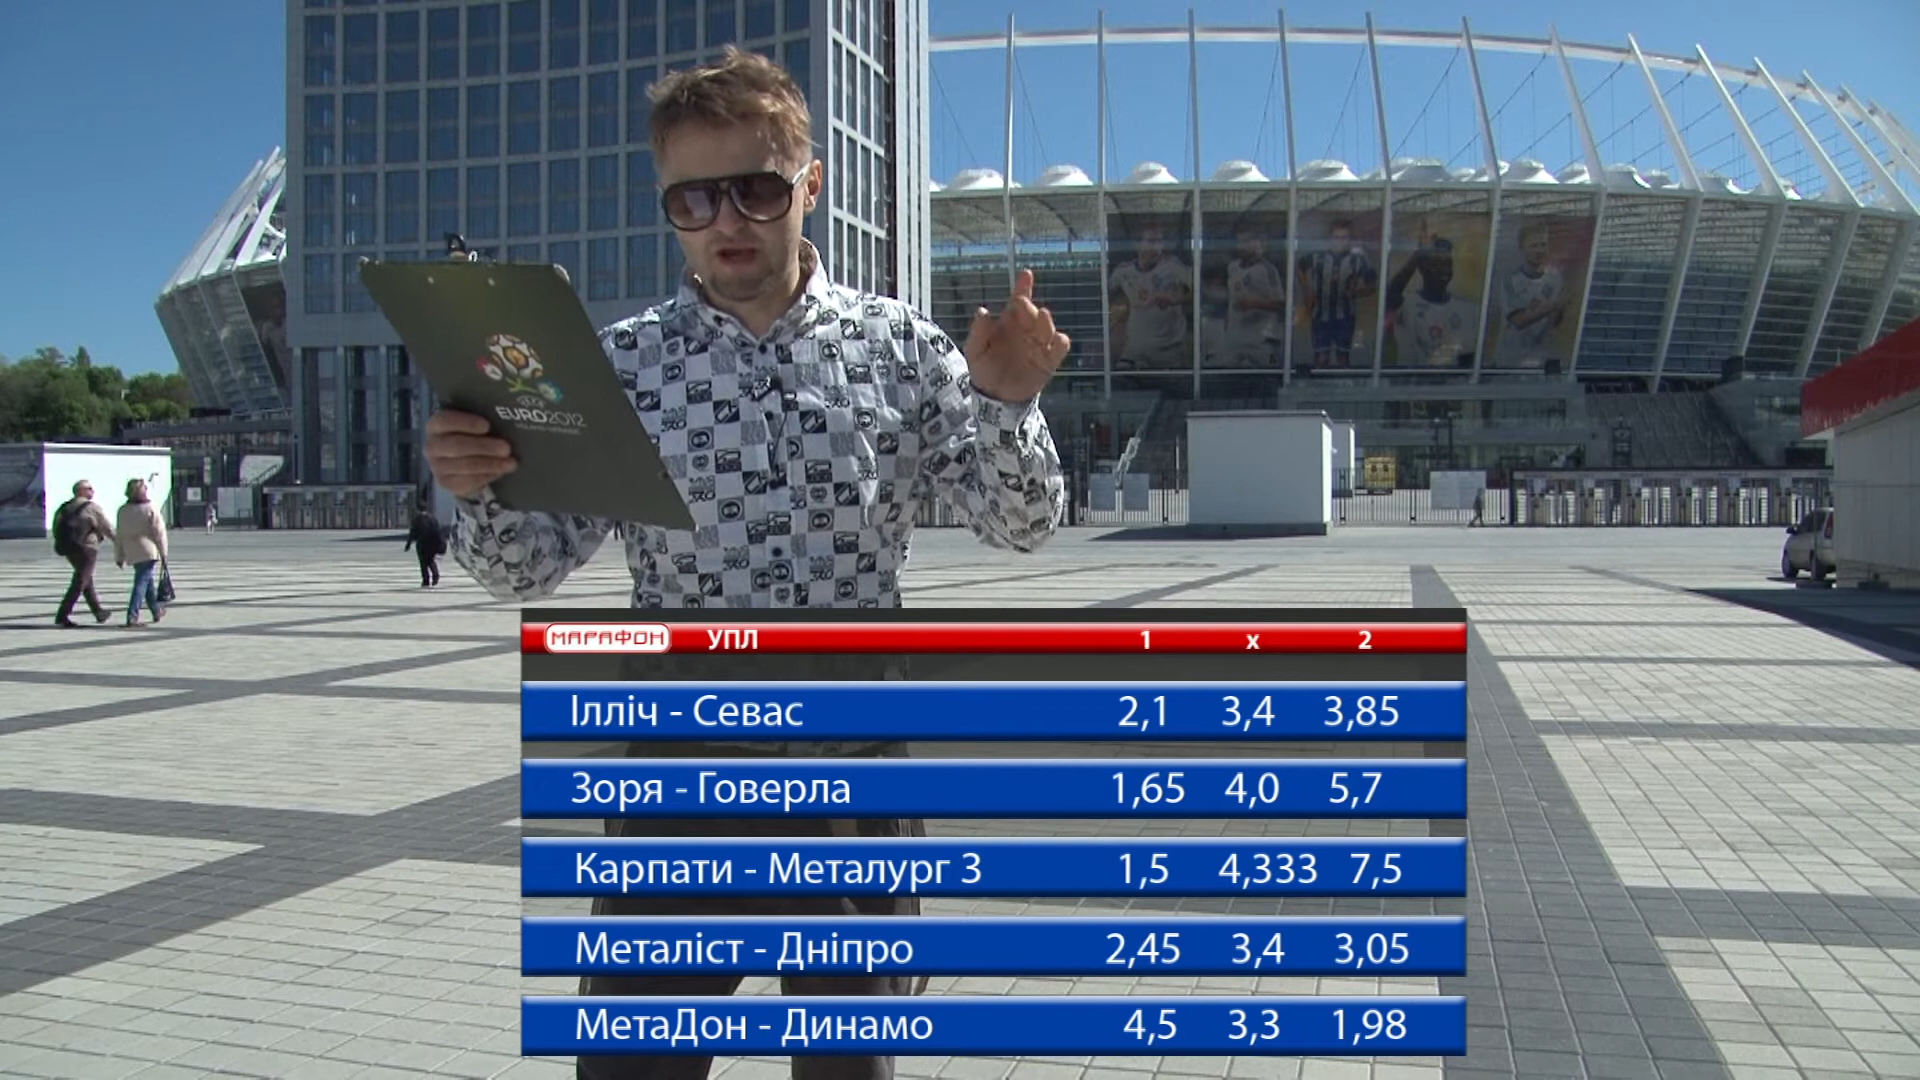 EURO2012
МАРАФОН УПЛ 1 x 2
Ілліч - Севас 2,1 3,4 3,85
Зоря - Говерла 1,65 4,0 5,7
Карпати - Металург З 1,5 4,333 7,5
Металіст - Дніпро 2,45 3,4 3,05
МетаДон - Динамо 4,5 3,3 1,98